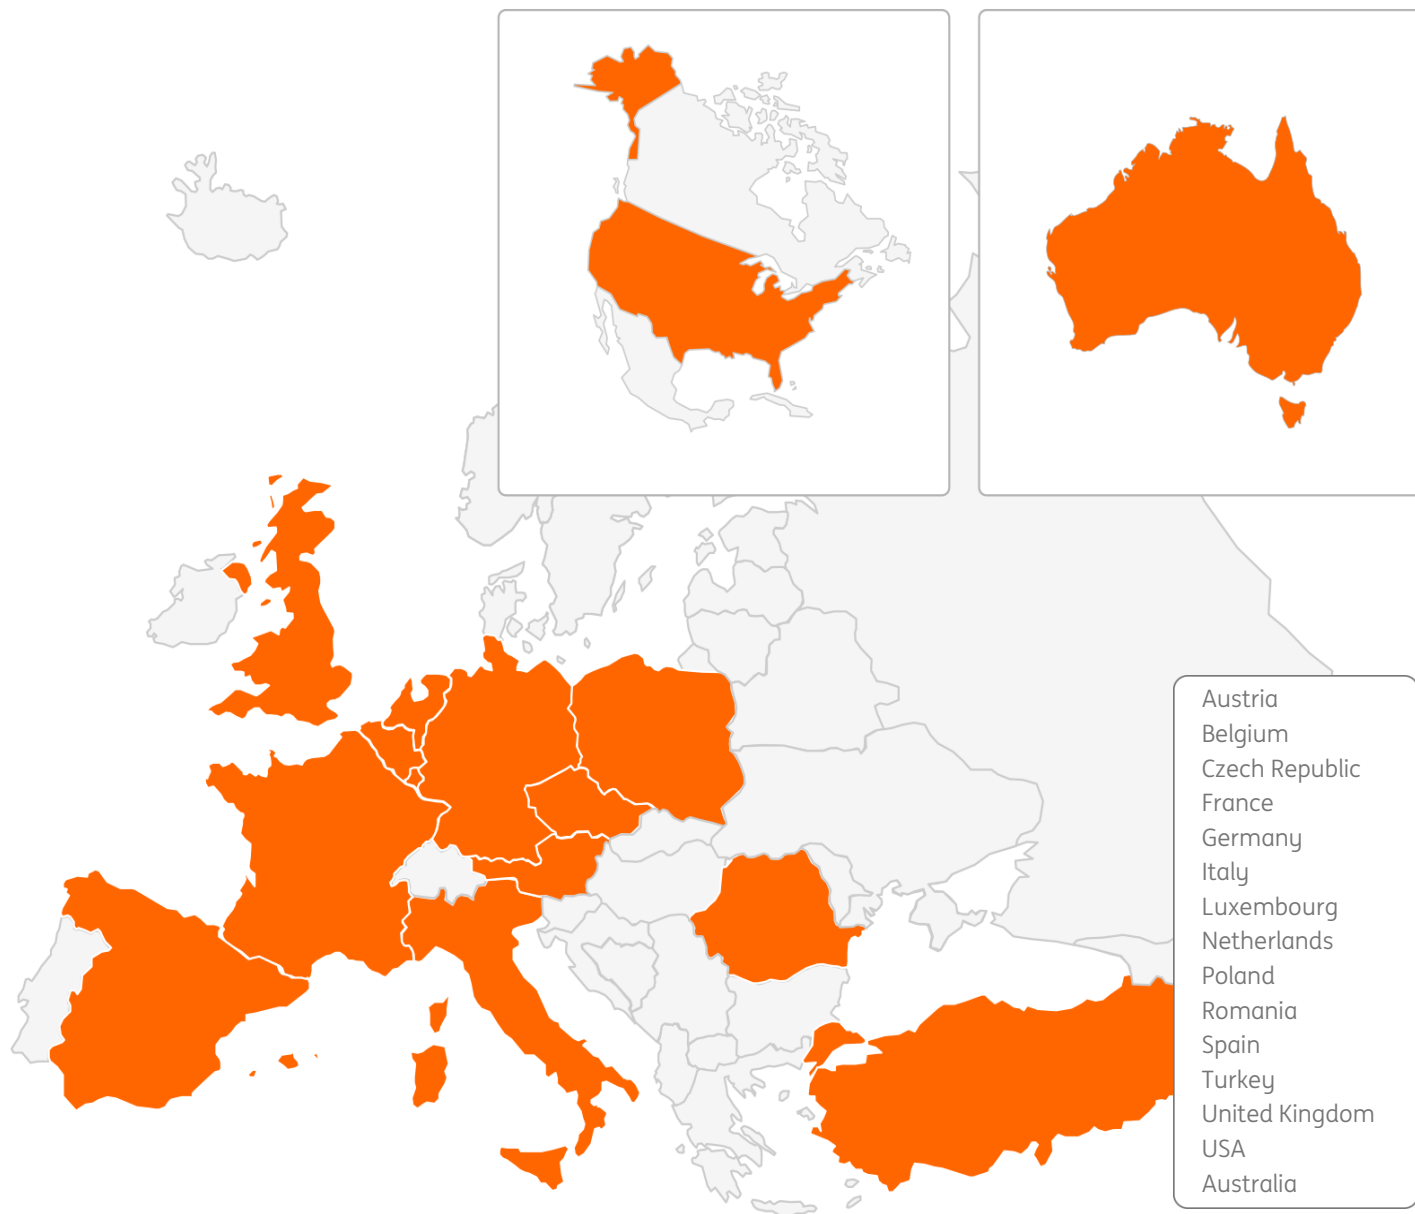 Austria
Belgium
Czech Republic
France
Germany
Italy
Luxembourg
Netherlands
Poland
Romania
Spain
Turkey
United Kingdom
USA
Australia